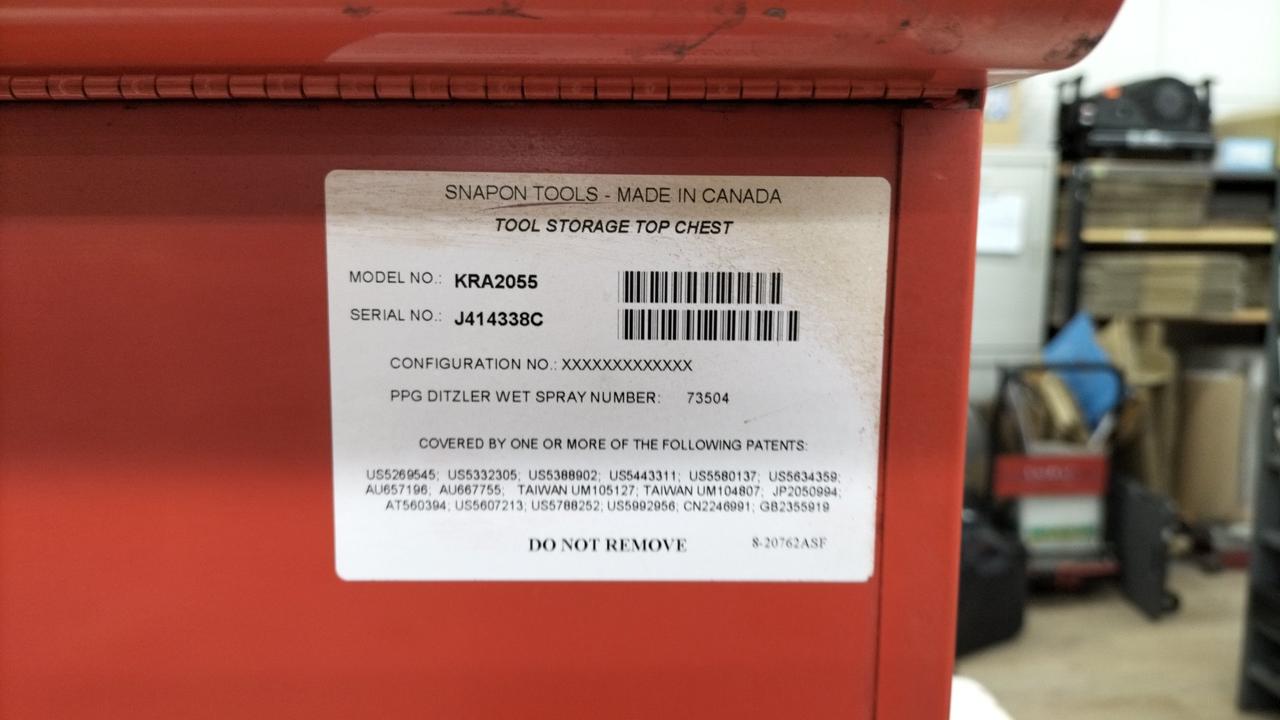 SNAPON TOOLS - MADE IN CANADA
TOOL STORAGE TOP CHEST
MODEL NO.: KRA2055
SERIAL NO.: J414338C
CONFIGURATION NO.: XXXXXXXXXXXXX
PPG DITZLER WET SPRAY NUMBER: 73504
COVERED BY ONE OR MORE OF THE FOLLOWING PATENTS:
US5269545; US5332305; US5388902; US5443311; US5580137; US5634359;
AU657196; AU667755; TAIWAN UM105127; TAIWAN UM104807; JP2050994;
AT560394; US5607213; US5788252; US5992956; CN2246991; GB2355919
DO NOT REMOVE 8-20762ASF